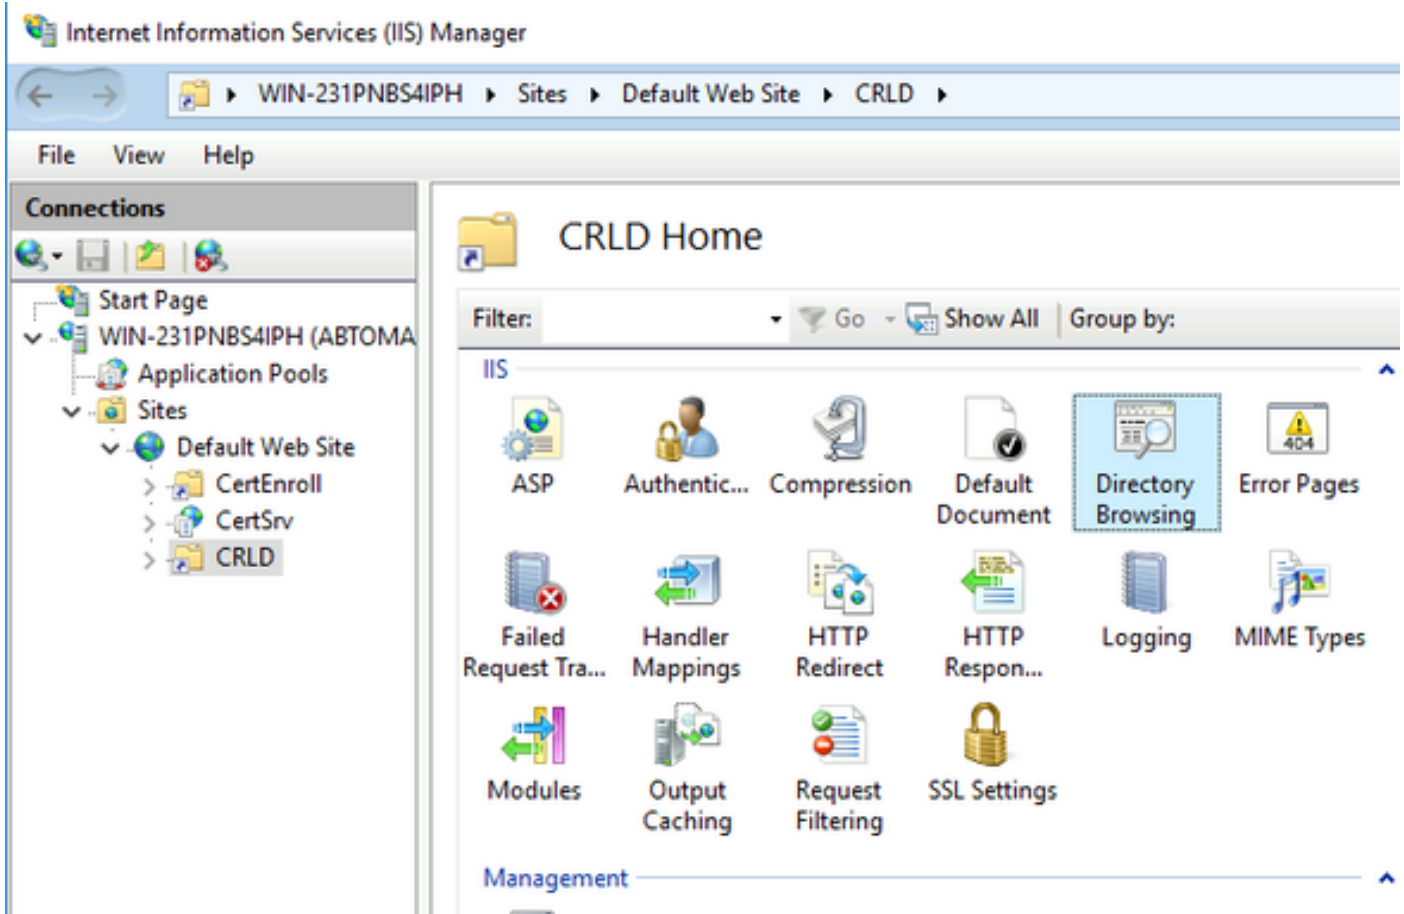 Internet Information Services (IIS) Manager
WIN-231PNBS4IPH Sites Default Web Site CRLD
File View Help
Connections
Start Page
WIN-231PNBS4IPH (ABTOMA
Application Pools
Sites
Default Web Site
CertEnroll
CertSrv
CRLD
CRLD Home
Filter: Go Show All Group by:
IIS
ASP Authentic... Compression Default Document Directory Browsing Error Pages
404
Failed Request Tra... Handler Mappings HTTP Redirect HTTP Respon... Logging MIME Types
Modules Output Caching Request Filtering SSL Settings
Management